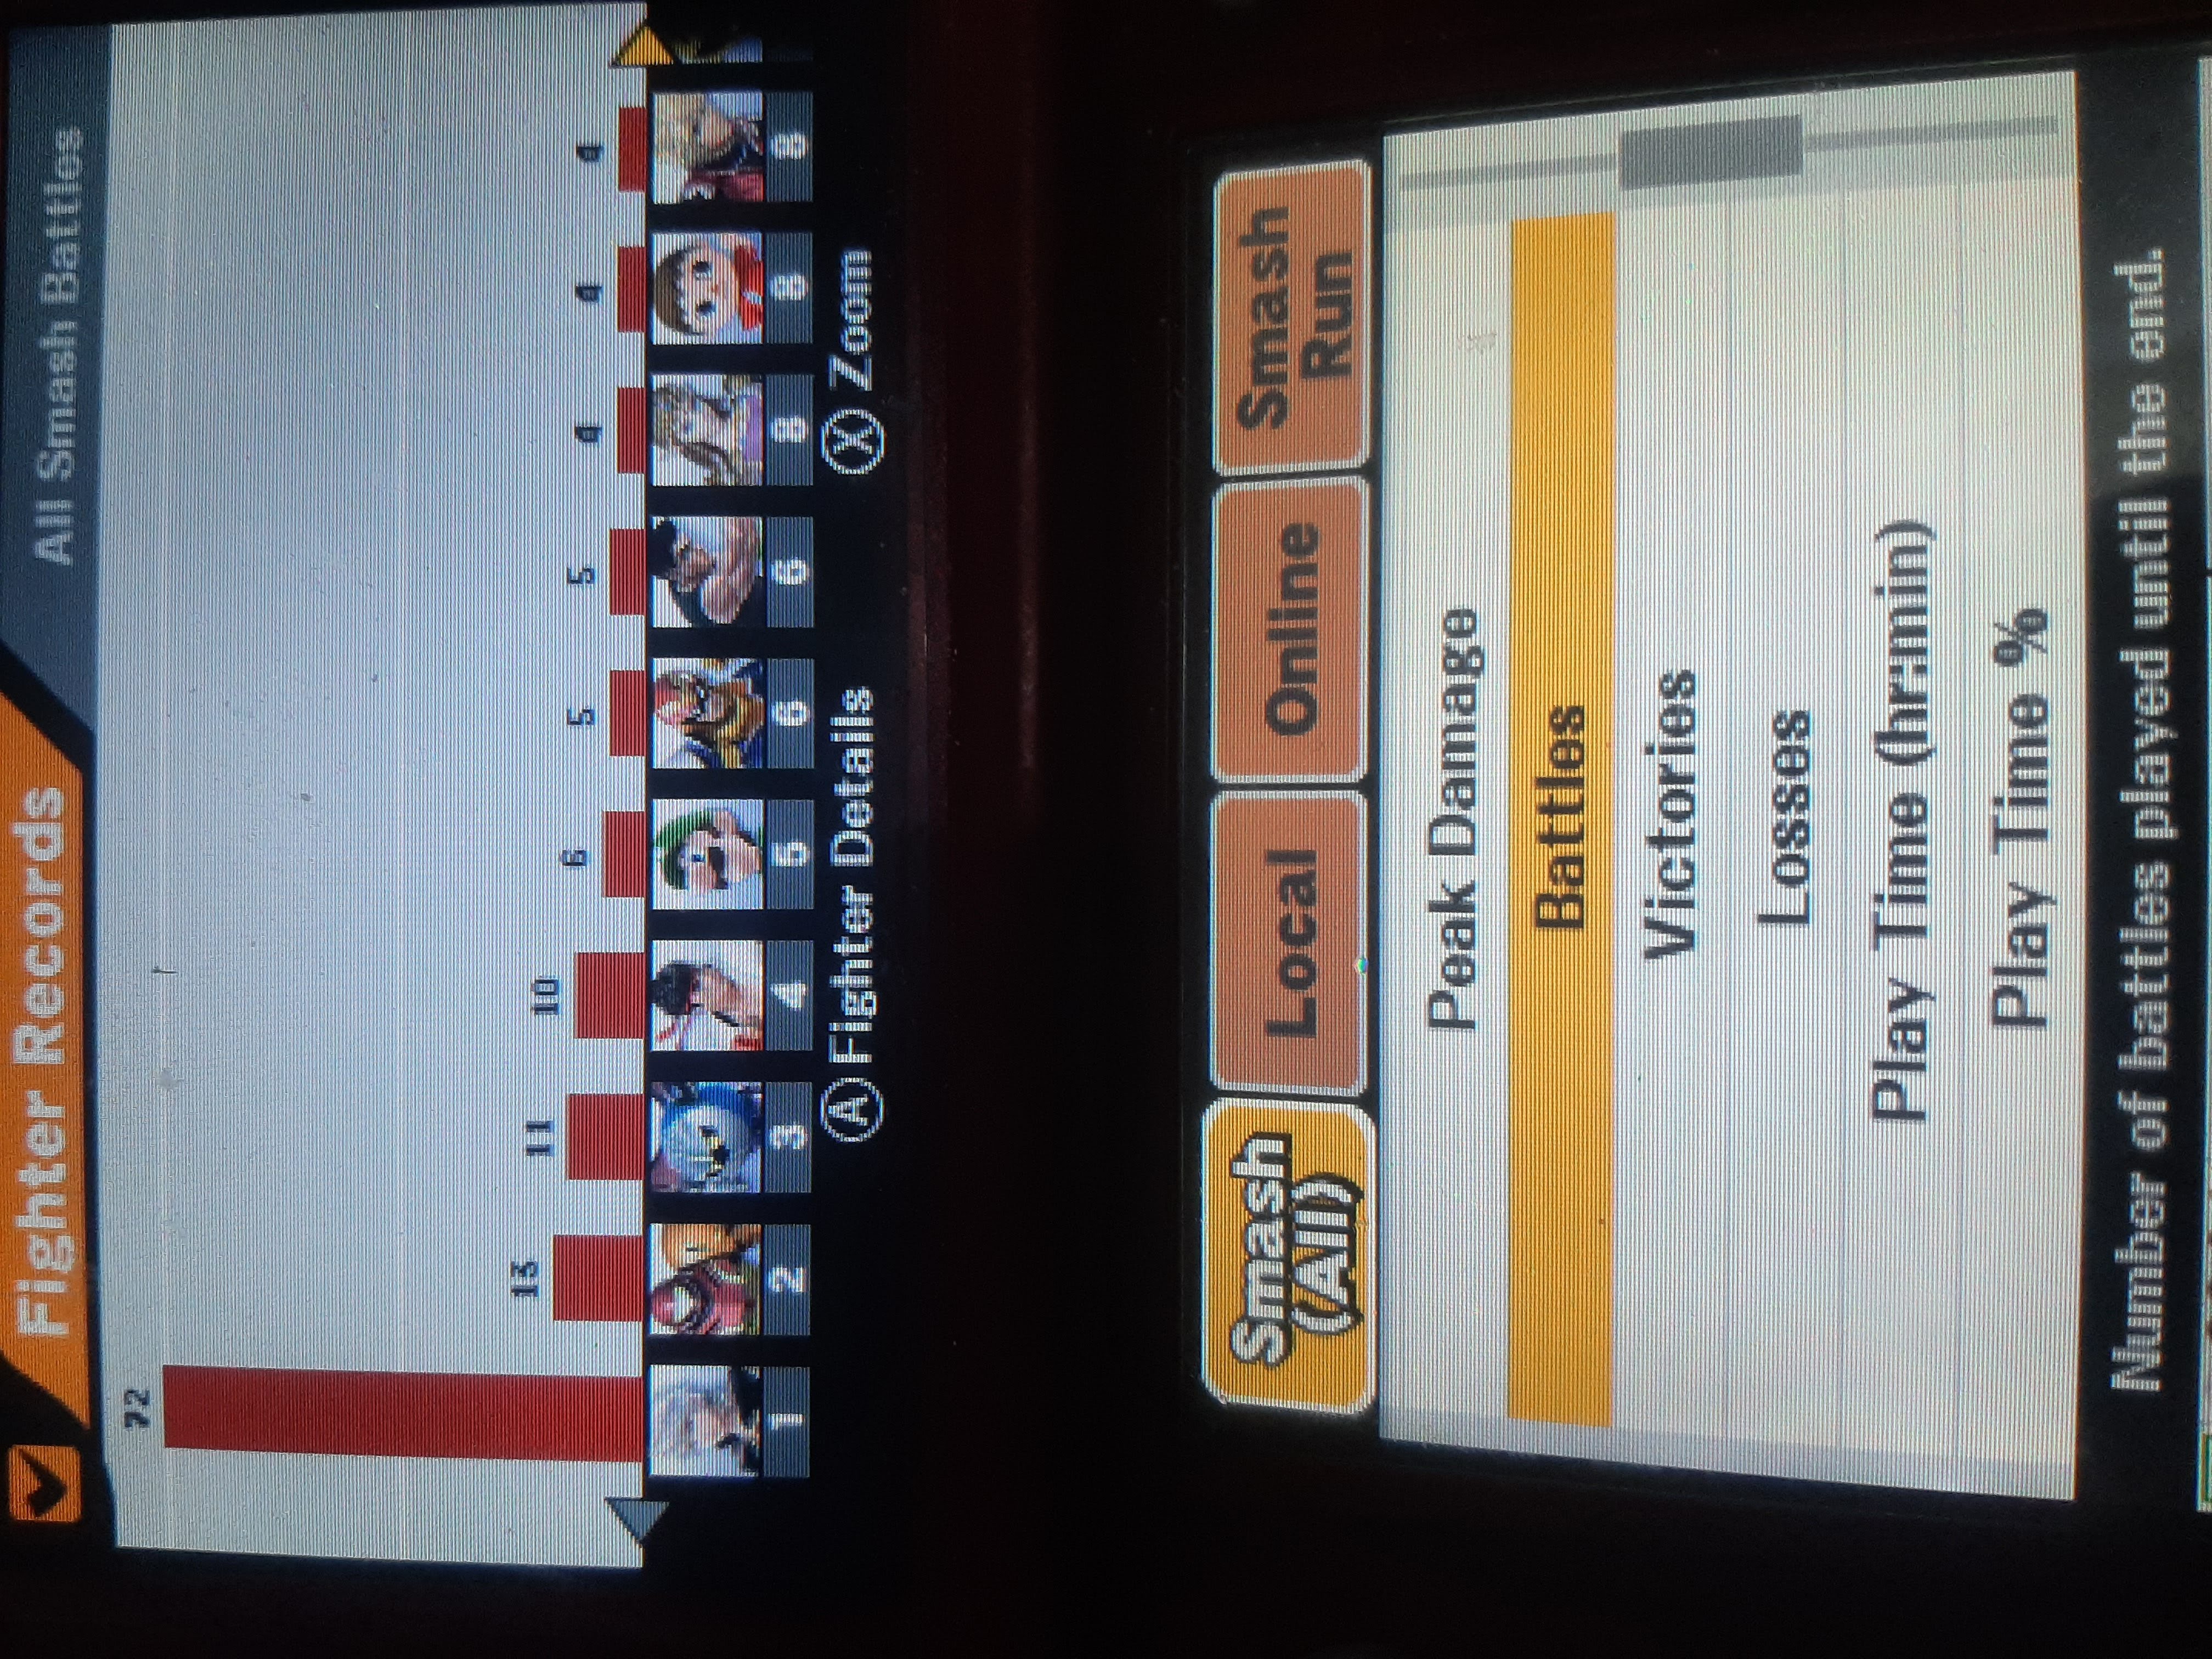 Fighter Records
All Smash Battles
72
13
11
10
6
5
5
4
4
4
1
2
3
4
5
6
6
8
8
8
A Fighter Details
X Zoom
Smash
(All)
Local
Online
Smash
Run
Peak Damage
Battles
Victories
Losses
Play Time (hr:min)
Play Time %
Number of battles played until the end.